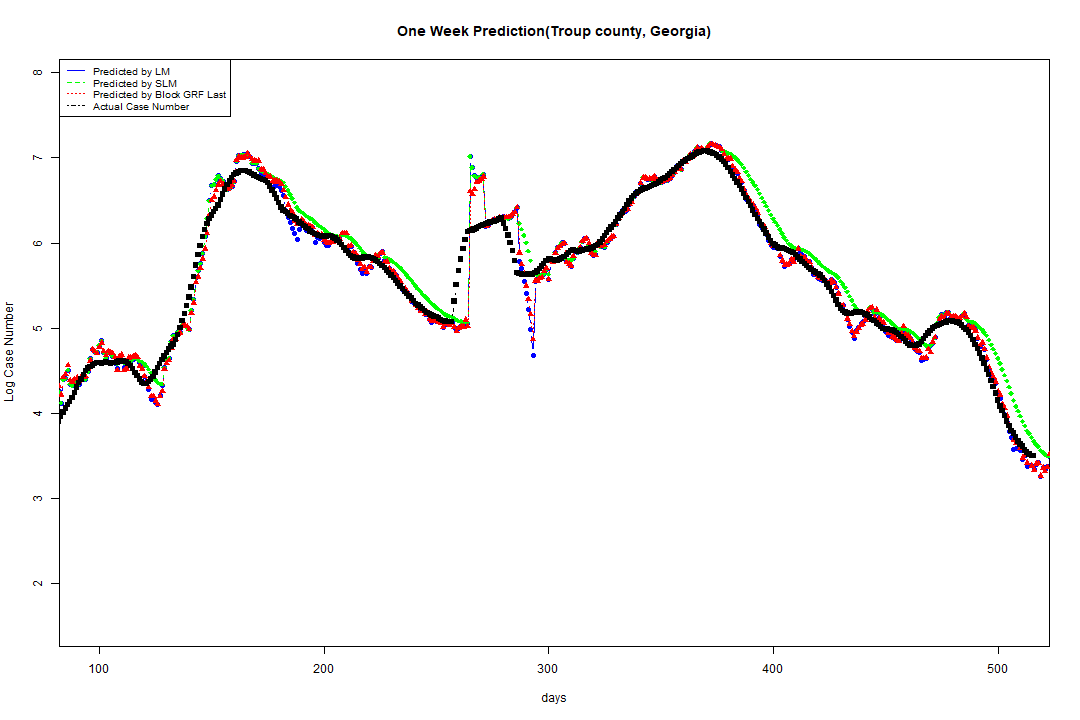 One Week Prediction(Troup county, Georgia)
Predicted by LM
Predicted by SLM
Predicted by Block GRF Last
Actual Case Number
Log Case Number
8
7
6
5
4
3
2
100 200 300 400 500
days